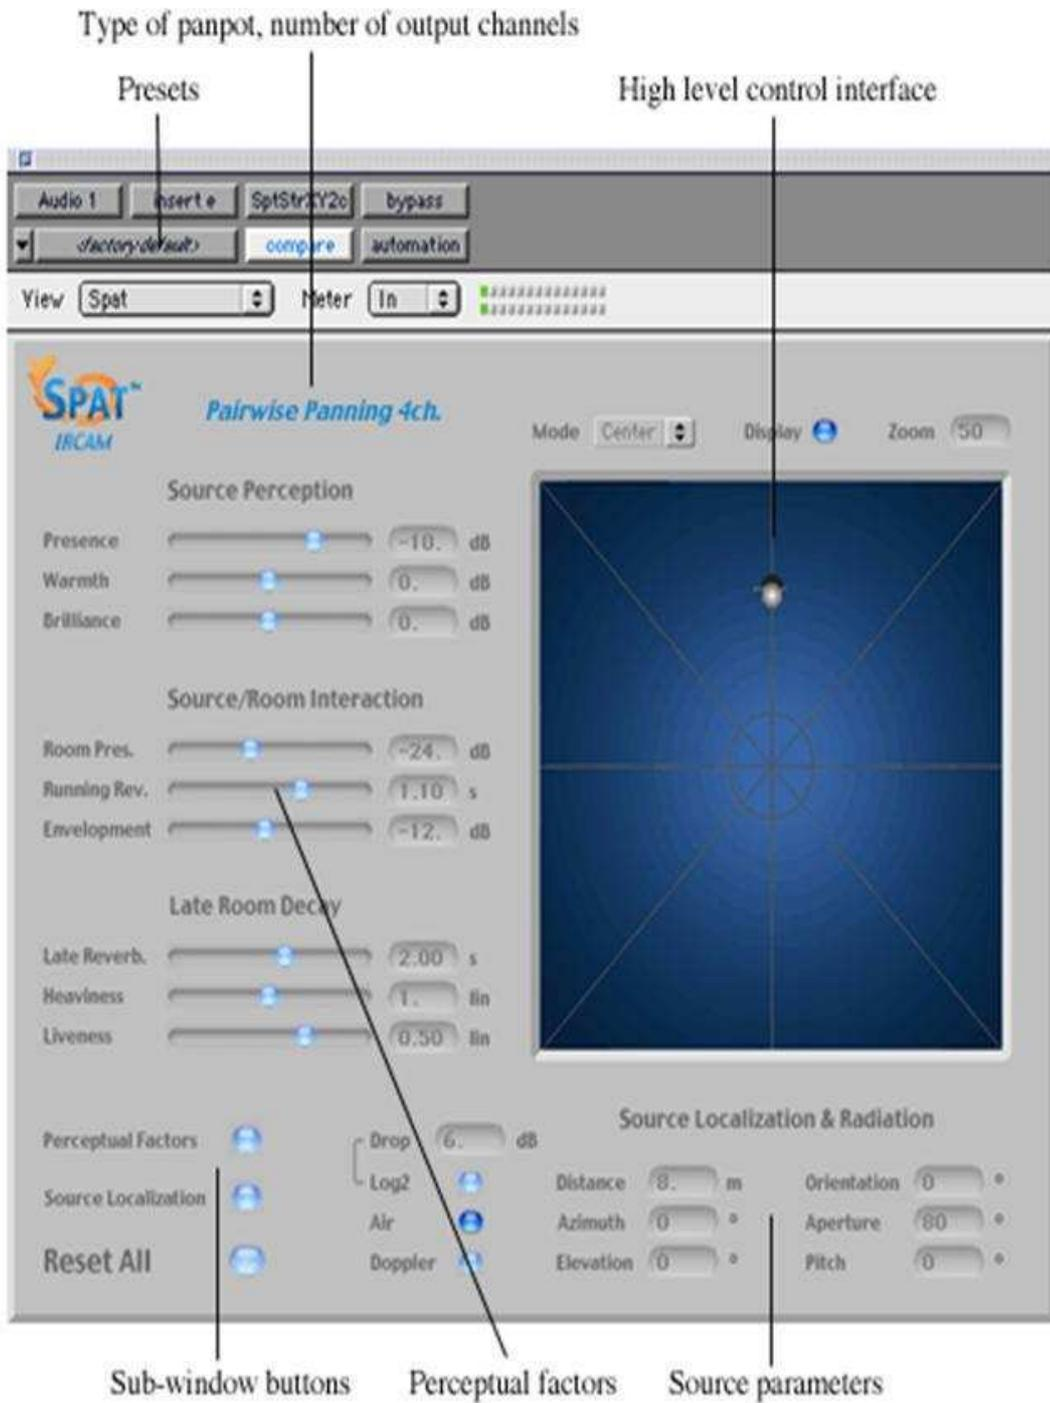 Type of panpot, number of output channels
Presets
High level control interface
Audio 1 insert e SptStrXY2c bypass
<factory default> compare automation
View Spat Meter In
SPAT™
IRCAM
Pairwise Panning 4ch.
Mode Center Display Zoom 50
Source Perception
Presence -10. dB
Warmth 0. dB
Brilliance 0. dB
Source/Room Interaction
Room Pres. -24. dB
Running Rev. 1.10 s
Envelopment -12. dB
Late Room Decay
Late Reverb. 2.00 s
Heaviness 1. lin
Liveness 0.50 lin
Perceptual Factors
Source Localization
Reset All
Drop 6. dB
Log2
Air
Doppler
Source Localization & Radiation
Distance 8. m Orientation 0 °
Azimuth 0 ° Aperture 80 °
Elevation 0 ° Pitch 0 °
Sub-window buttons
Perceptual factors
Source parameters